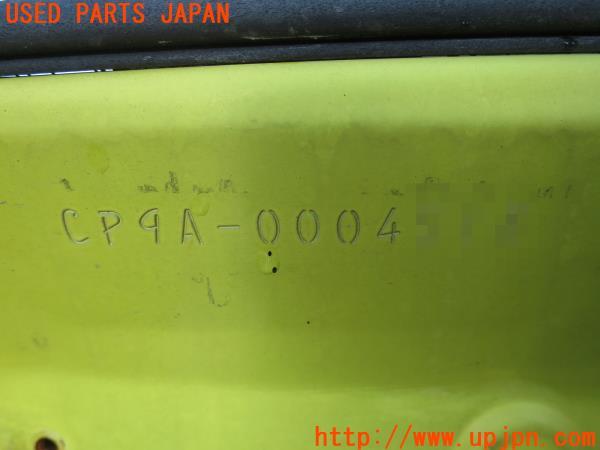 USED PARTS JAPAN
CP9A-0004
http://www.upjpn.com